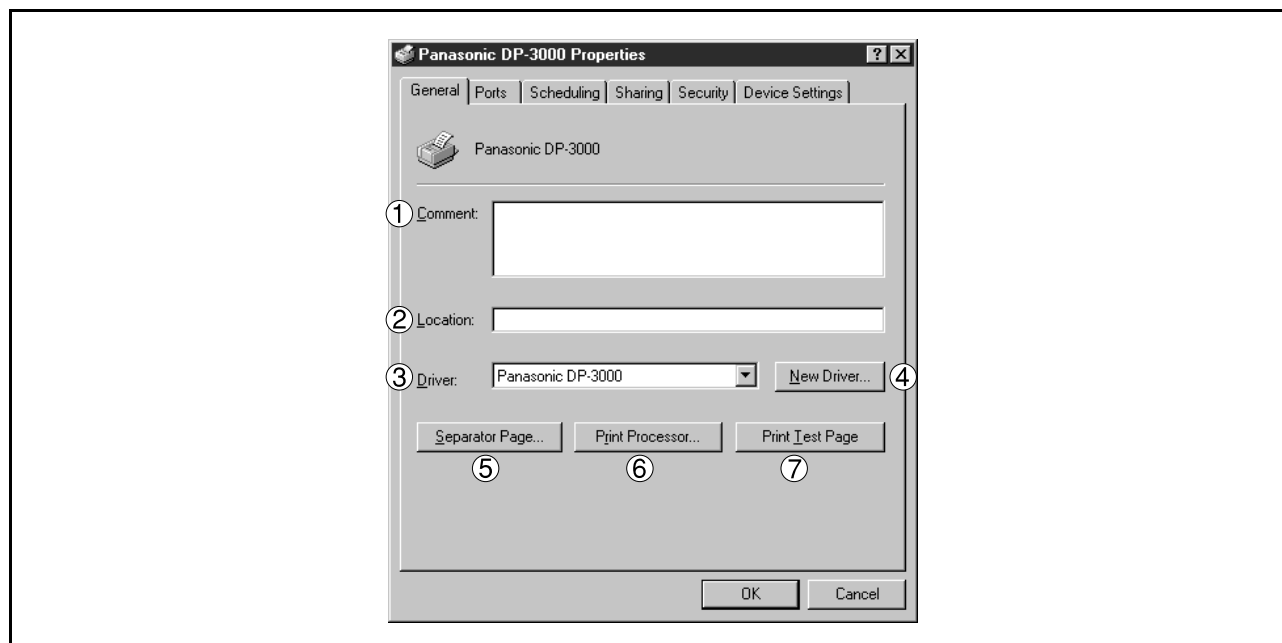 Panasonic DP-3000 Properties
General Ports Scheduling Sharing Security Device Settings
Panasonic DP-3000
① Comment:
② Location:
③ Driver: Panasonic DP-3000 New Driver... ④
Separator Page... Print Processor... Print Test Page
⑤ ⑥ ⑦
OK Cancel